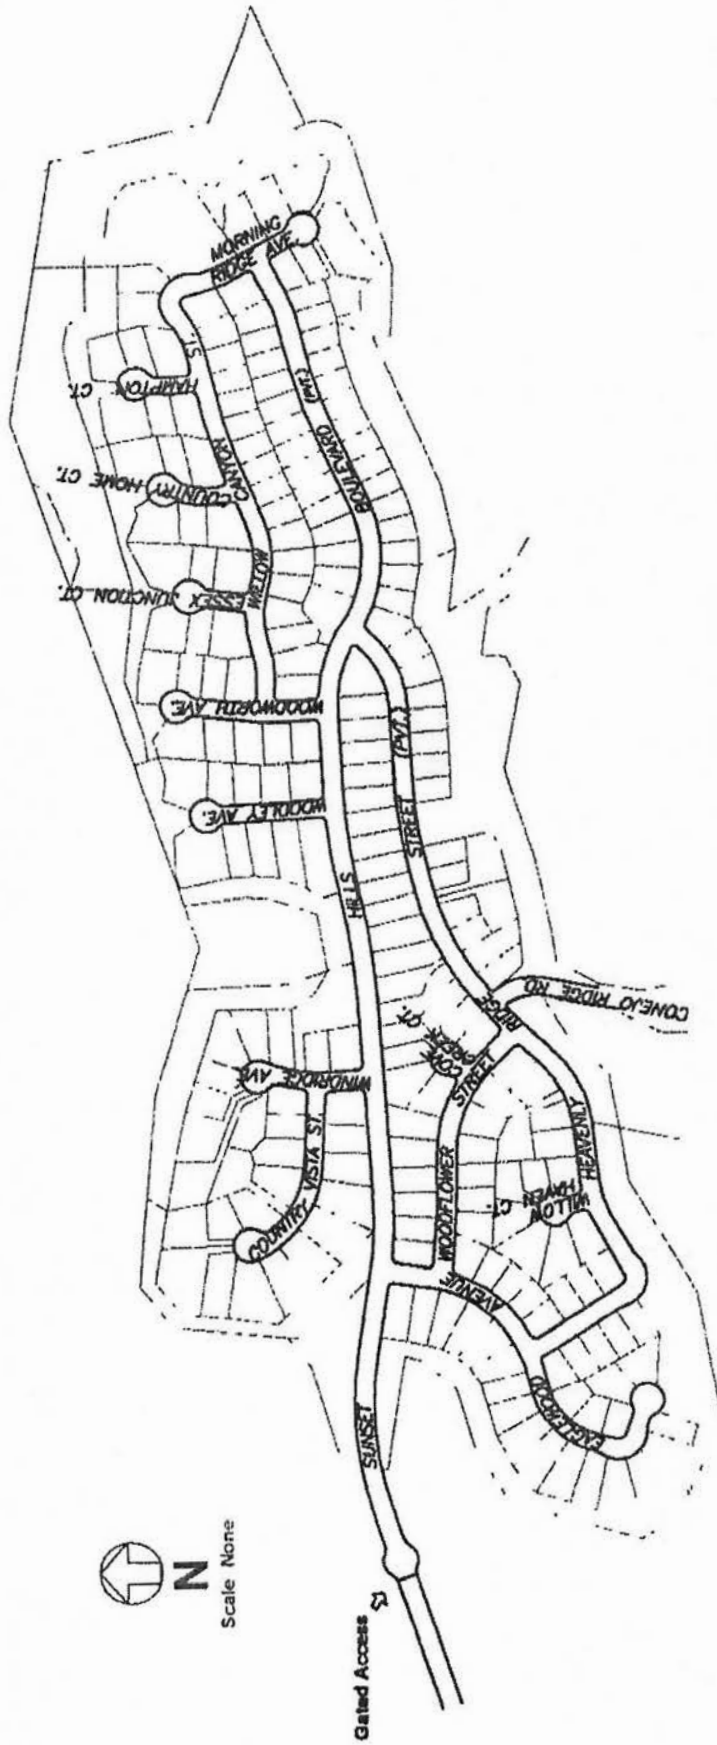 MORNING
RIDGE AVE.
HAMPTON CT.
ST.
COUNTRY HOME CT.
CANYON
BOULEVARD (PVT.)
ESSEX JUNCTION CT.
WILLOW
WOODWORTH AVE.
STREET (PVT.)
WOODLEY AVE.
HILLS
RIDGE
CONEJO RIDGE RD
COVE
CREEK CT.
STREET
WINDRIDGE AVE
COUNTRY VISTA ST.
WOODFLOWER
HEAVENLY
WILLOW
HAVEN CT.
AVENUE
EAGLEWOOD
SUNSET
N
Scale None
Gated Access